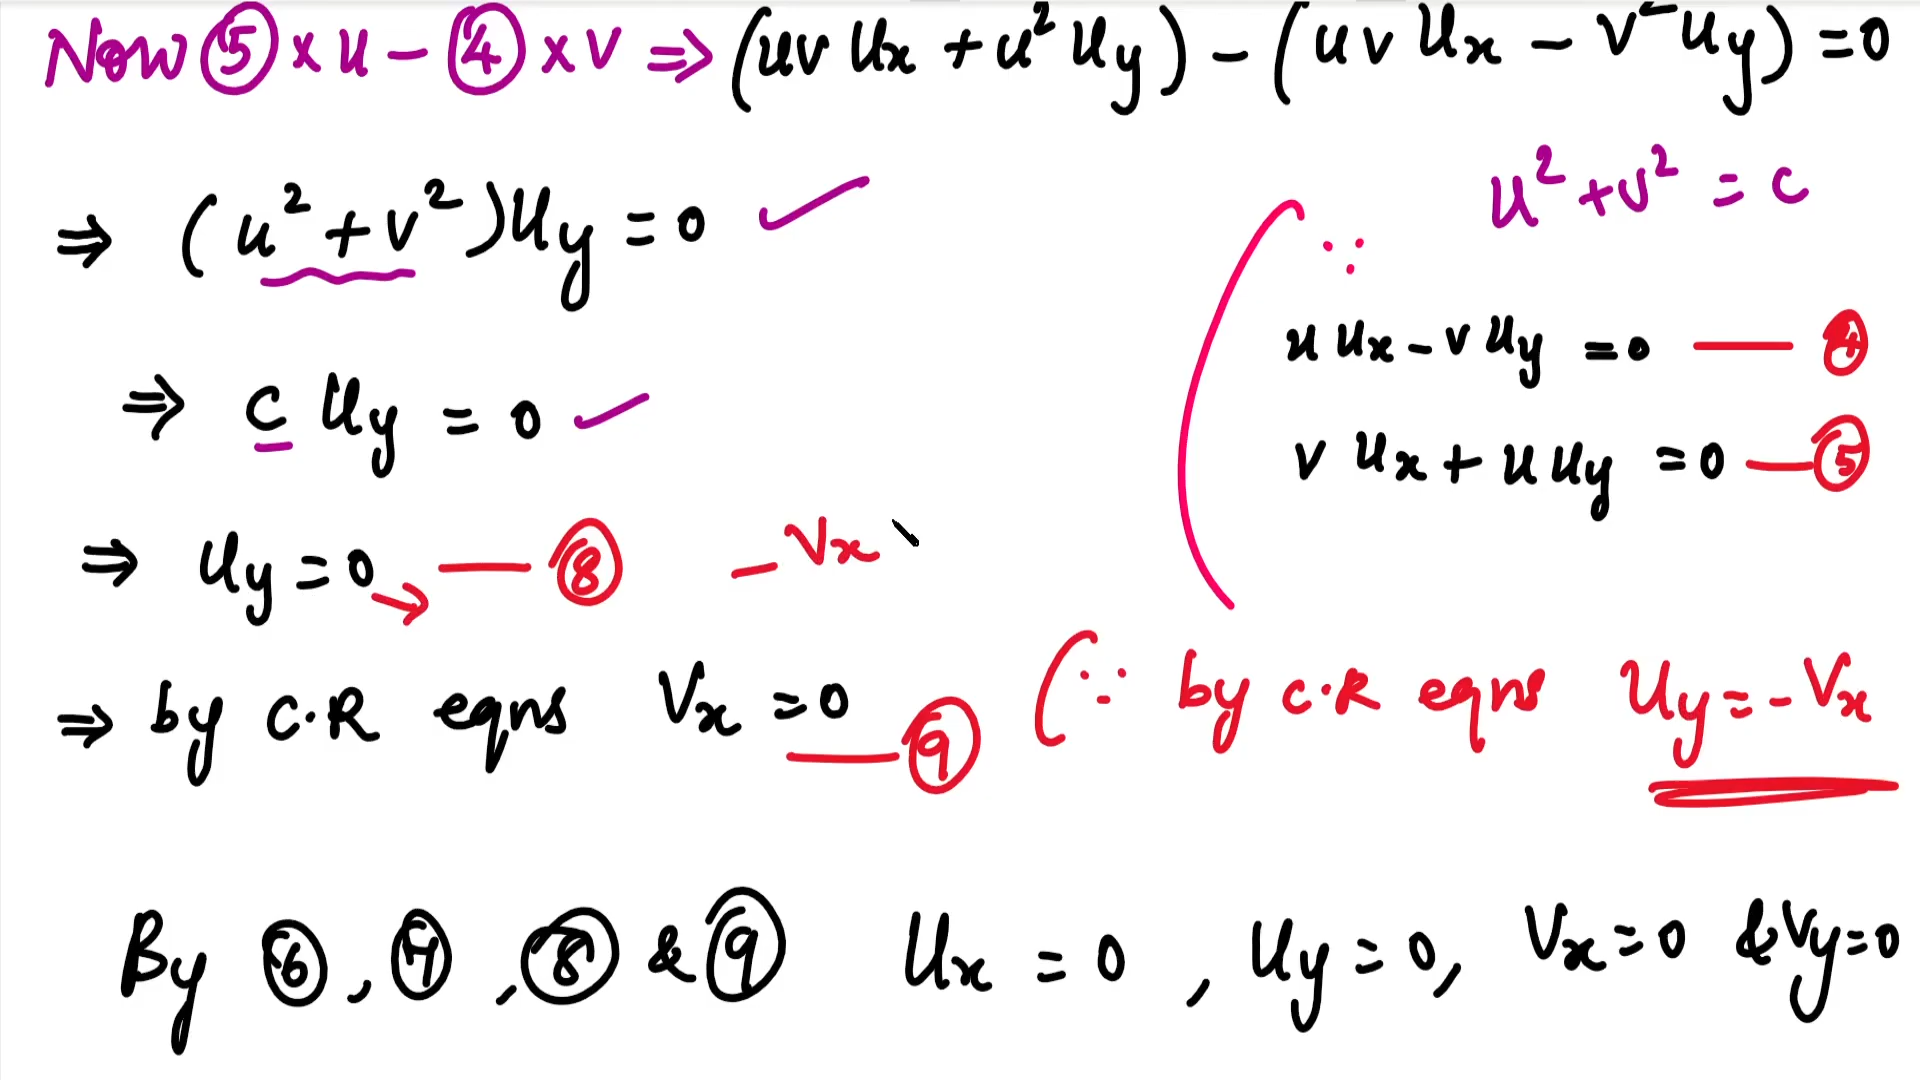 Now ⑤ × u − ④ × v ⇒ (uv Ux + u² Uy) − (uv Ux − v² Uy) = 0
u² + v² = c
⇒ (u² + v²) Uy = 0 ✓
∵
u Ux − v Uy = 0 — ④
⇒ c Uy = 0 ✓
v Ux + u Uy = 0 — ⑤
⇒ Uy = 0 → — ⑧ − Vx
⇒ by C·R eqns Vx = 0 — ⑨ (∵ by C·R eqns Uy = − Vx
By ⑥, ⑦, ⑧ & ⑨ Ux = 0, Uy = 0, Vx = 0 & Vy = 0